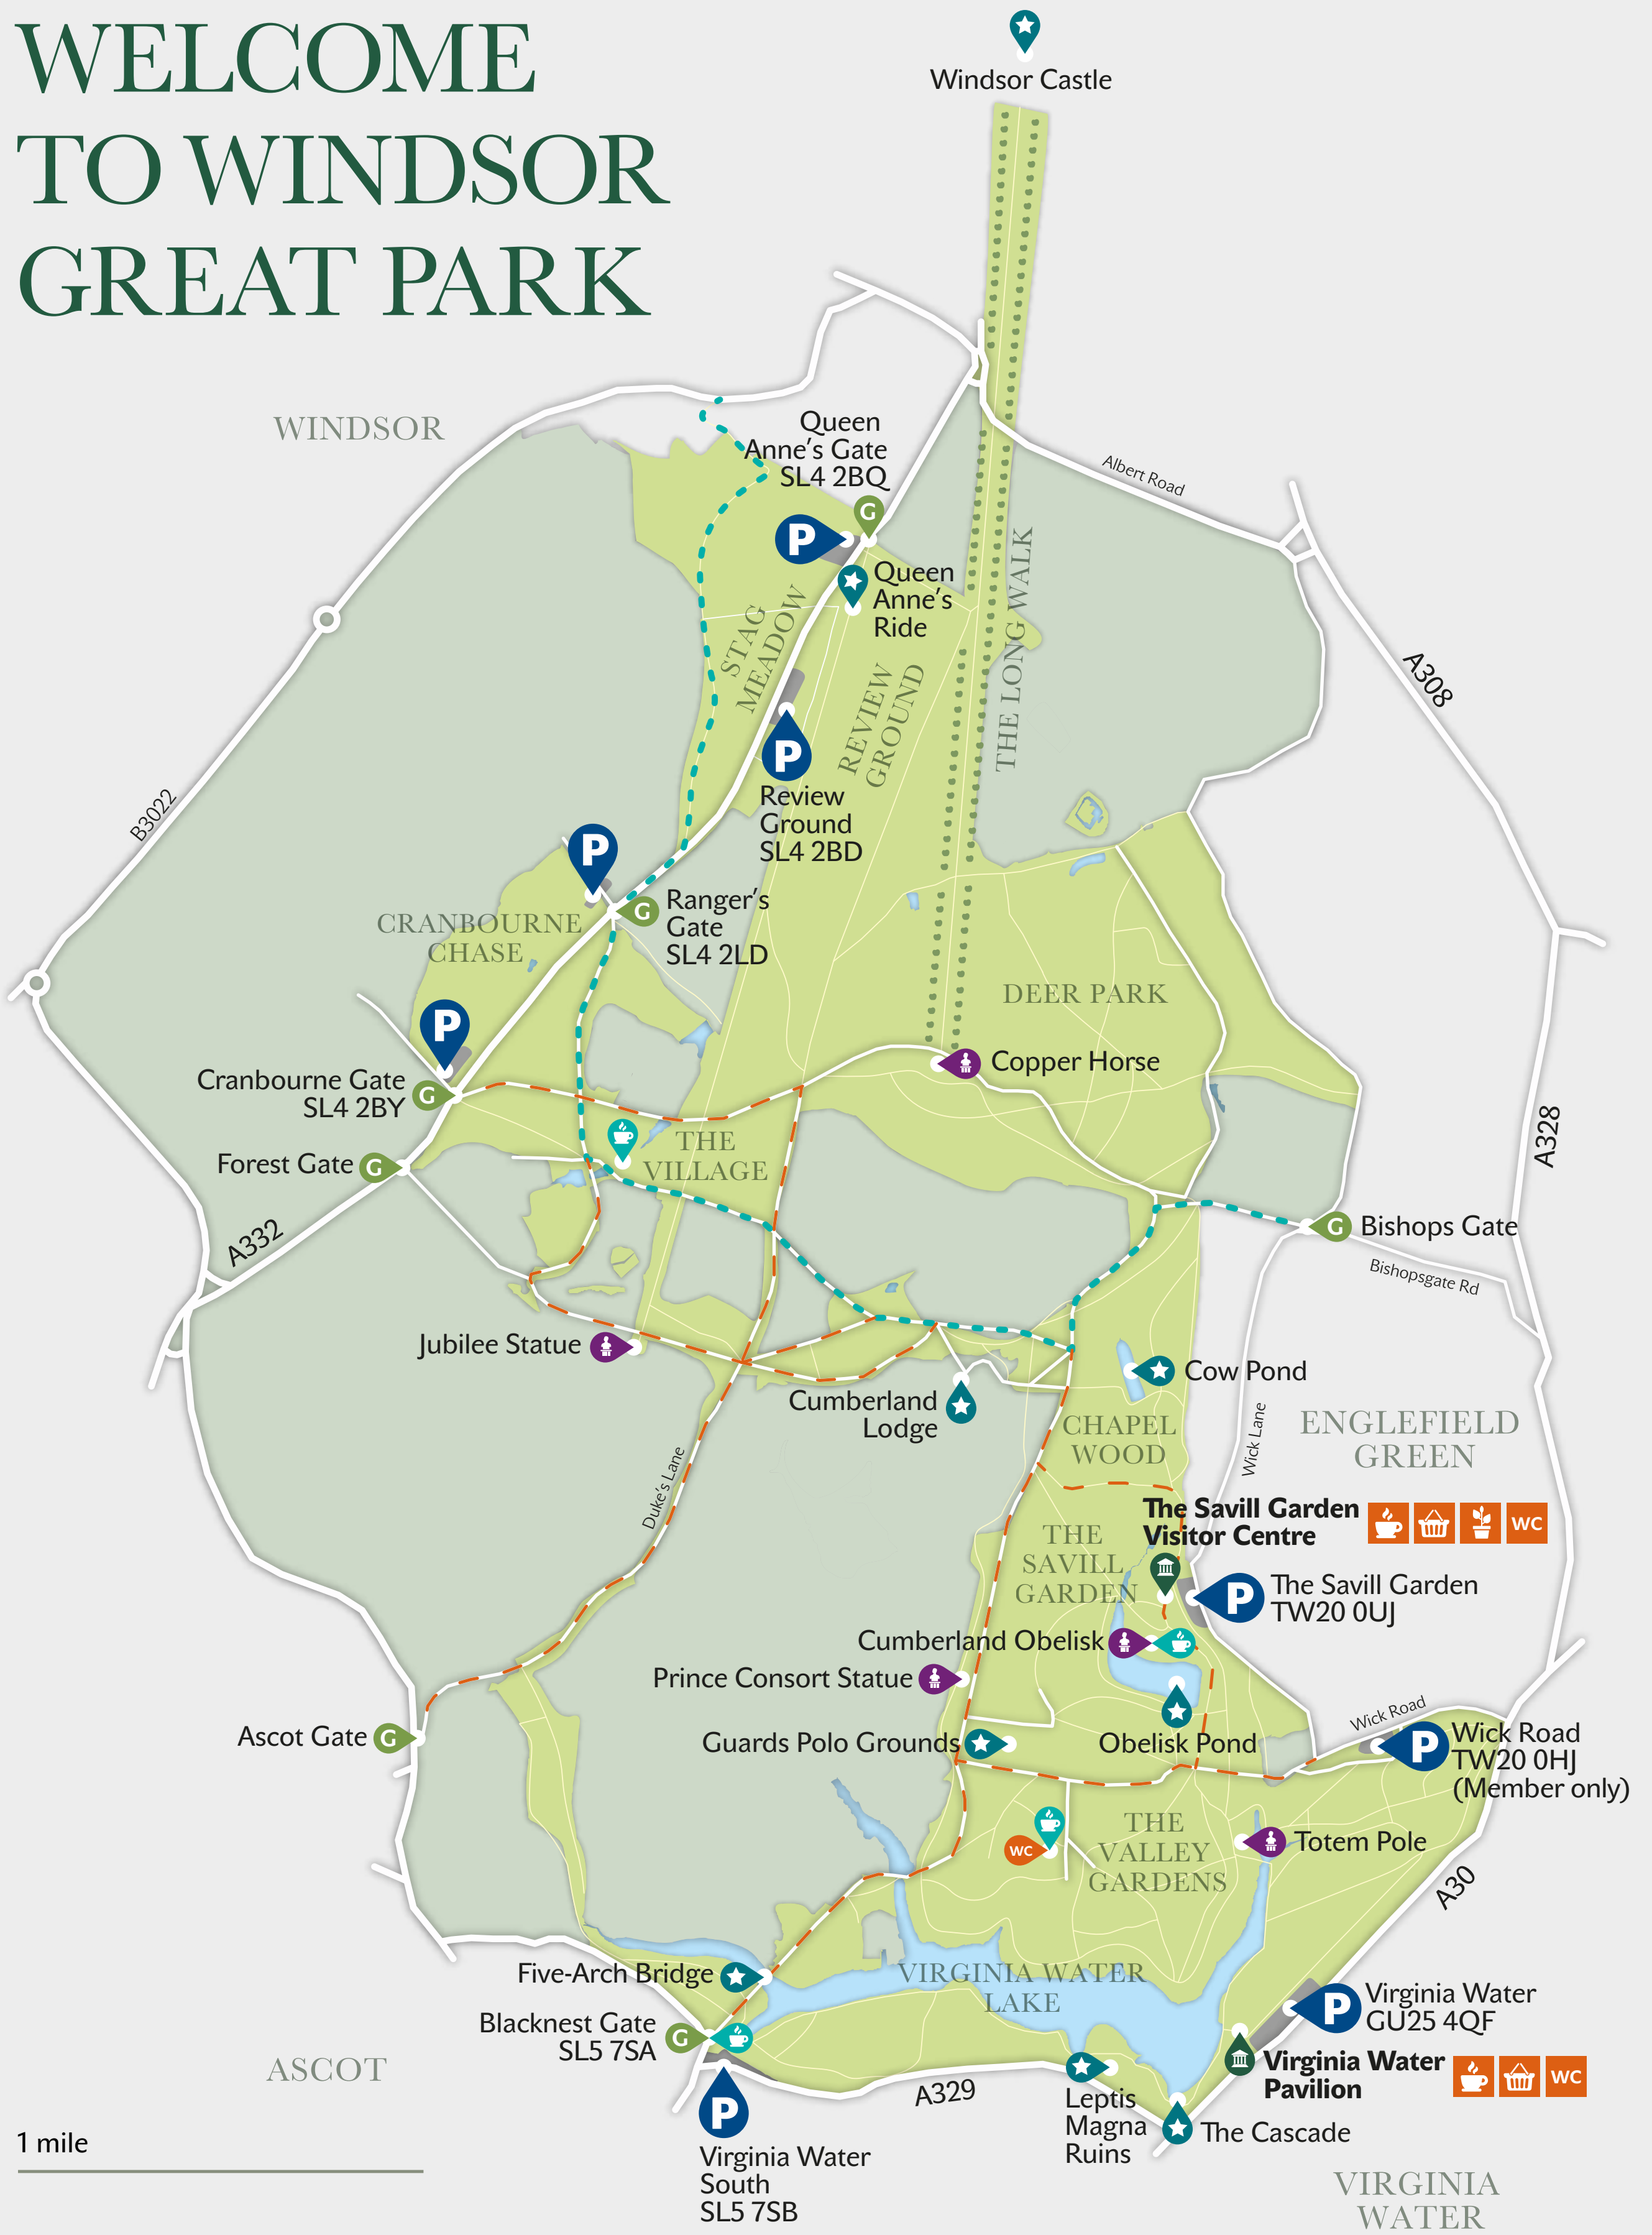 WELCOME
TO WINDSOR
GREAT PARK
Windsor Castle
WINDSOR
Queen
Anne's Gate
SL4 2BQ
G
P
Albert Road
Queen
Anne's
Ride
STAG
MEADOW
REVIEW
GROUND
THE LONG WALK
A308
P
Review
Ground
SL4 2BD
B3022
P
G
Ranger's
Gate
SL4 2LD
CRANBOURNE
CHASE
DEER PARK
P
Copper Horse
Cranbourne Gate
SL4 2BY
G
A328
THE
VILLAGE
Forest Gate
G
A332
G
Bishops Gate
Bishopsgate Rd
Jubilee Statue
Cow Pond
Cumberland
Lodge
CHAPEL
WOOD
Wick Lane
ENGLEFIELD
GREEN
Duke's Lane
The Savill Garden
Visitor Centre
WC
THE
SAVILL
GARDEN
P
The Savill Garden
TW20 0UJ
Cumberland Obelisk
Prince Consort Statue
Ascot Gate
G
Guards Polo Grounds
Obelisk Pond
Wick Road
P
Wick Road
TW20 0HJ
(Member only)
THE
VALLEY
GARDENS
WC
Totem Pole
A30
Five-Arch Bridge
VIRGINIA WATER
LAKE
Blacknest Gate
SL5 7SA
G
P
Virginia Water
GU25 4QF
Virginia Water
Pavilion
WC
ASCOT
A329
Leptis
Magna
Ruins
The Cascade
P
Virginia Water
South
SL5 7SB
1 mile
VIRGINIA
WATER